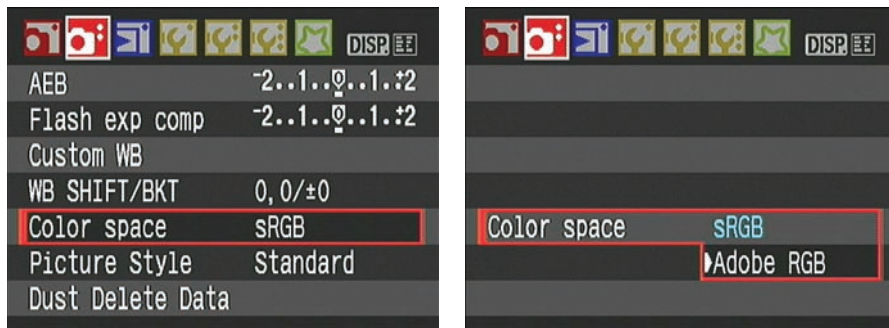 DISP.
AEB -2..1..0..1.:+2
Flash exp comp -2..1..0..1.:+2
Custom WB
WB SHIFT/BKT 0,0/±0
Color space sRGB
Picture Style Standard
Dust Delete Data
DISP.
Color space sRGB
Adobe RGB